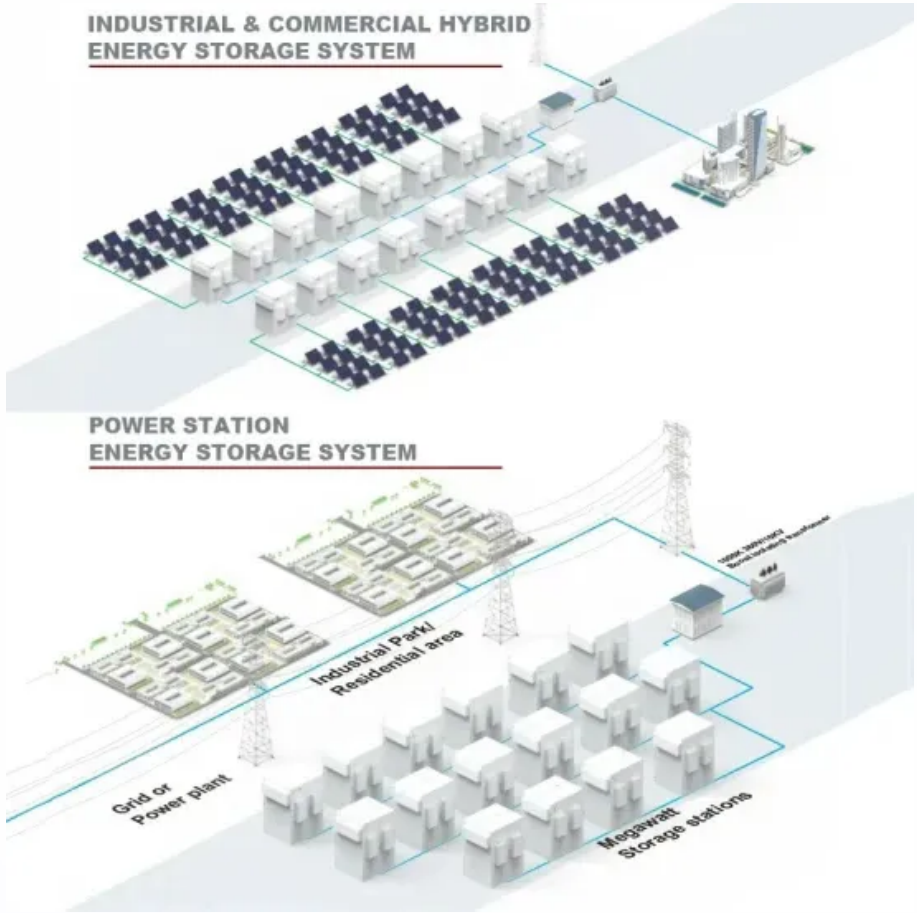 INDUSTRIAL & COMMERCIAL HYBRID
ENERGY STORAGE SYSTEM
POWER STATION
ENERGY STORAGE SYSTEM
Industrial Park/
Residential area
Grid or
Power plant
Megawatt
Storage stations